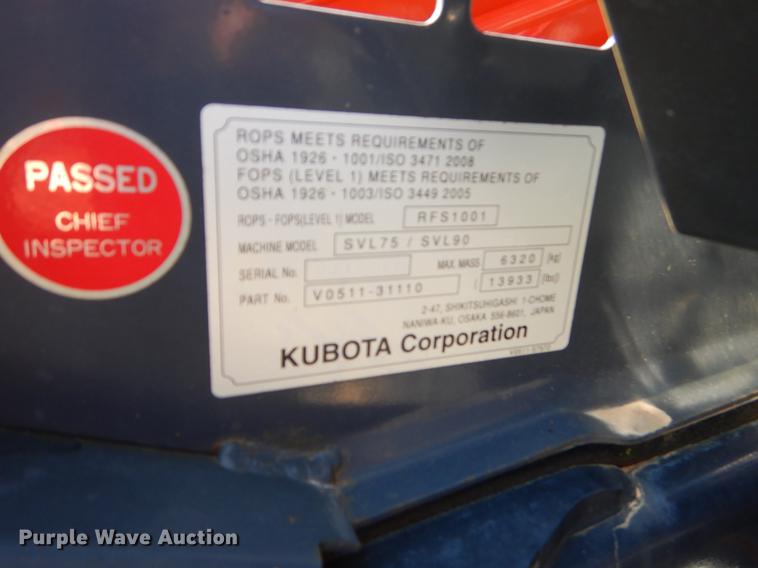 PASSED
CHIEF
INSPECTOR
ROPS MEETS REQUIREMENTS OF
OSHA 1926 - 1001/ISO 3471 2008
FOPS (LEVEL 1) MEETS REQUIREMENTS OF
OSHA 1926 - 1003/ISO 3449 2005
ROPS - FOPS(LEVEL 1) MODEL RFS1001
MACHINE MODEL SVL75 / SVL90
SERIAL No. MAX. MASS 6320 [kg]
PART No. V0511-31110 ( 13933 [lbs])
2-47, SHIKITSUHIGASHI 1-CHOME
NANIWA-KU, OSAKA 556-8601, JAPAN
KUBOTA Corporation
Purple Wave Auction